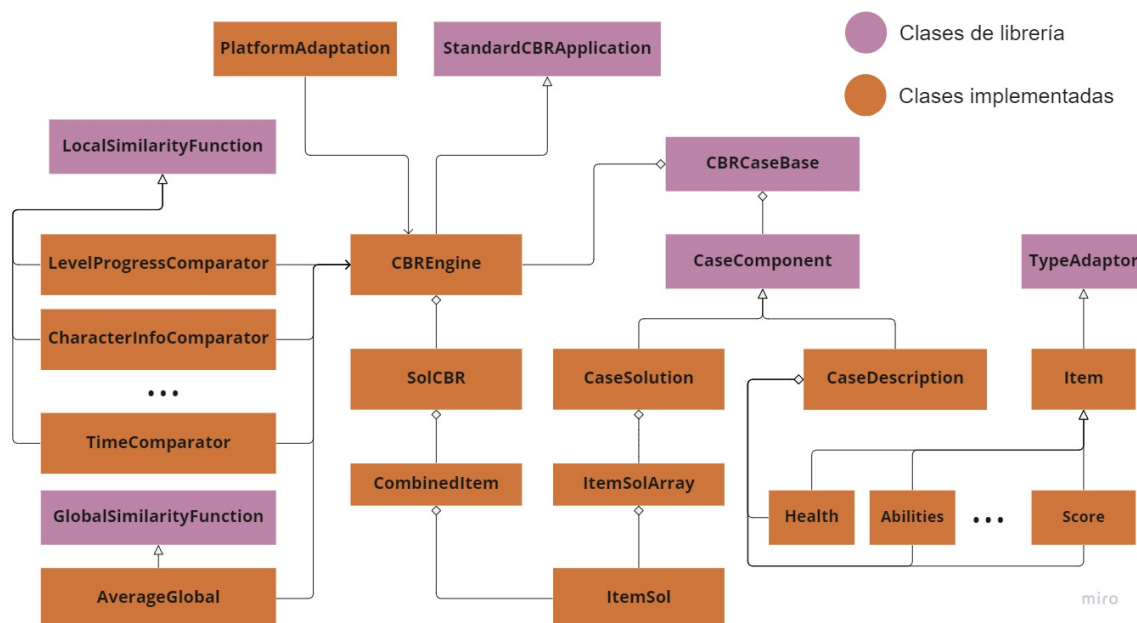 PlatformAdaptation
StandardCBRApplication
Clases de librería
Clases implementadas
LocalSimilarityFunction
CBRCaseBase
LevelProgressComparator
CBREngine
CaseComponent
TypeAdaptor
CharacterInfoComparator
SolCBR
CaseSolution
CaseDescription
Item
...
TimeComparator
CombinedItem
ItemSolArray
GlobalSimilarityFunction
Health
Abilities
...
Score
AverageGlobal
ItemSol
miro